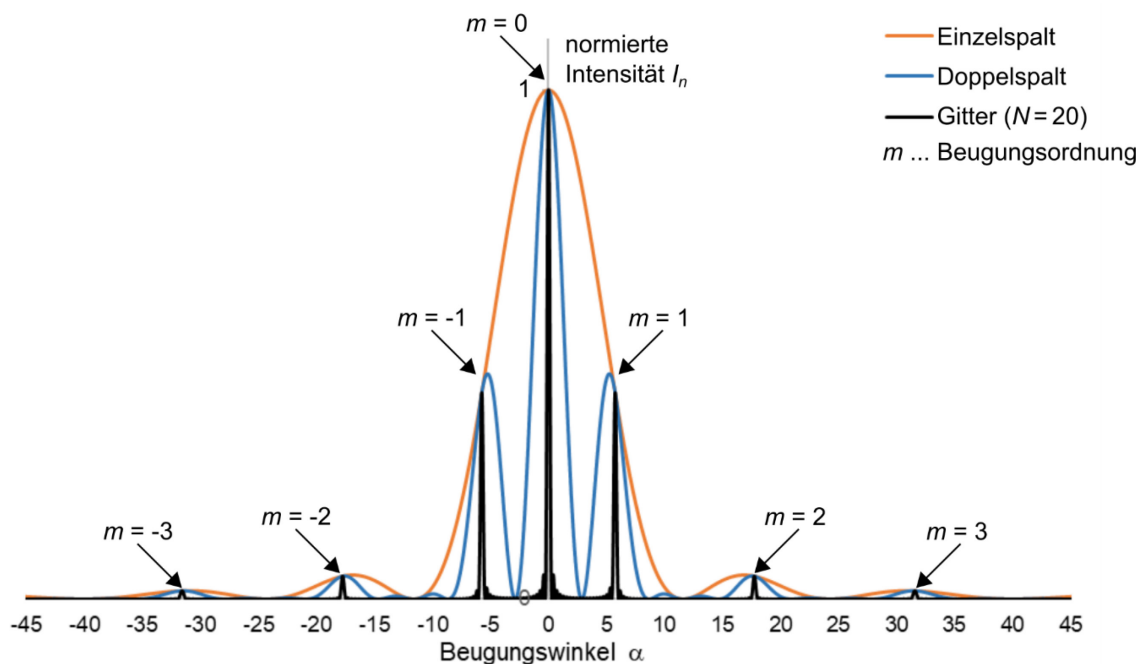 m = 0
normierte
Intensität Iₙ
1
Einzelspalt
Doppelspalt
Gitter (N = 20)
m ... Beugungsordnung
m = -1
m = 1
m = -3
m = -2
m = 2
m = 3
0
-45 -40 -35 -30 -25 -20 -15 -10 -5 0 5 10 15 20 25 30 35 40 45
Beugungswinkel α